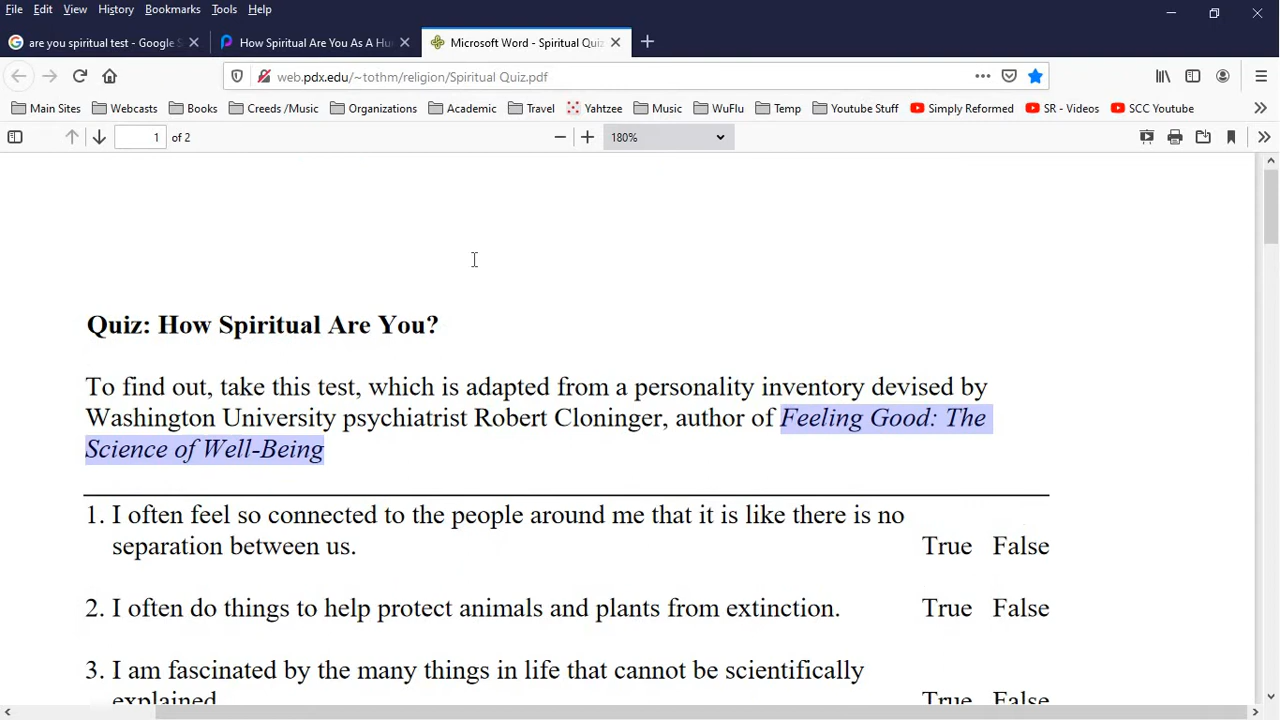 File Edit View History Bookmarks Tools Help
are you spiritual test - Google S
How Spiritual Are You As A Hu
Microsoft Word - Spiritual Quiz
web.pdx.edu/~tothm/religion/Spiritual Quiz.pdf
Main Sites Webcasts Books Creeds /Music Organizations Academic Travel Yahtzee Music WuFlu Temp Youtube Stuff Simply Reformed SR - Videos SCC Youtube
1 of 2 180%
Quiz: How Spiritual Are You?
To find out, take this test, which is adapted from a personality inventory devised by
Washington University psychiatrist Robert Cloninger, author of Feeling Good: The
Science of Well-Being
1. I often feel so connected to the people around me that it is like there is no
separation between us. True False
2. I often do things to help protect animals and plants from extinction. True False
3. I am fascinated by the many things in life that cannot be scientifically
explained. True False